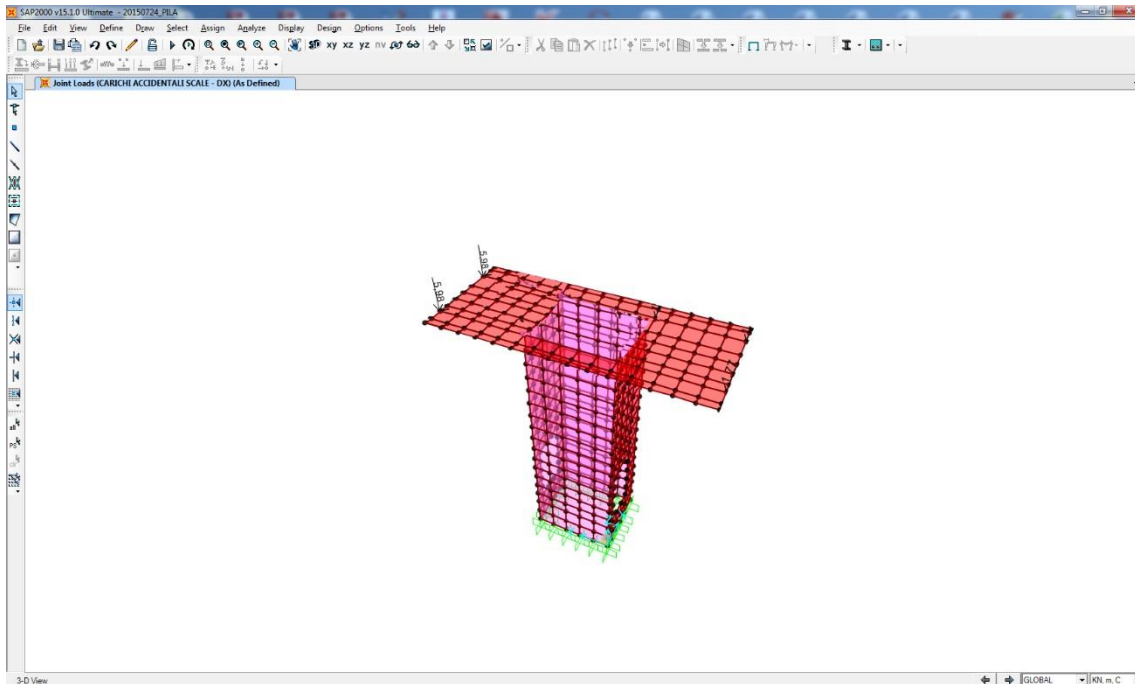 SAP2000 v15.1.0 Ultimate - 20150724_PILA
File Edit View Define Draw Select Assign Analyze Display Design Options Tools Help
xy xz yz nv
Joint Loads (CARICHI ACCIDENTALI SCALE - DX) (As Defined)
5,98
5,98
3-D View
GLOBAL
KN, m, C